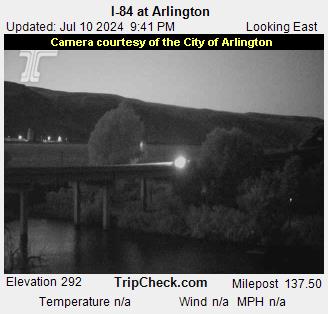 I-84 at Arlington
Updated: Jul 10 2024 9:41 PM Looking East
Camera courtesy of the City of Arlington
Elevation 292 TripCheck.com Milepost 137.50
Temperature n/a Wind n/a MPH n/a